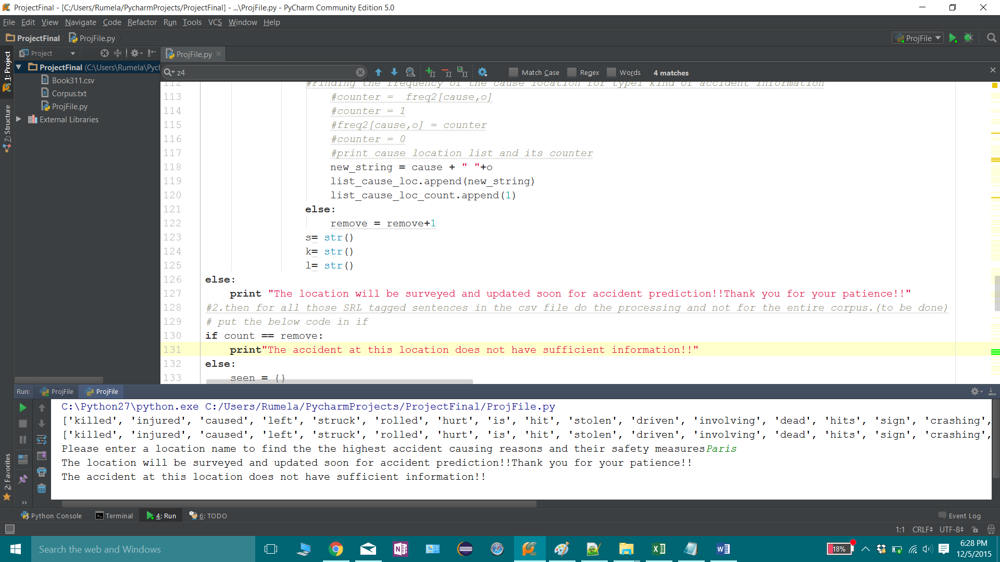 ProjectFinal - [C:/Users/Rumela/PycharmProjects/ProjectFinal] - ...\ProjFile.py - PyCharm Community Edition 5.0
File Edit View Navigate Code Refactor Run Tools VCS Window Help
ProjectFinal ProjFile.py
ProjFile
Project
ProjFile.py
1: Project
7: Structure
2: Favorites
ProjectFinal (C:\Users\Rumela\Pych
Book311.csv
Corpus.txt
ProjFile.py
External Libraries
z4
Match Case Regex Words 4 matches
112 #Finding the frequency of the cause location for type1 kind of accident information
113 #counter =  freq2[cause,o]
114 #counter = 1
115 #freq2[cause,o] = counter
116 #counter = 0
117 #print cause location list and its counter
118 new_string = cause + " "+o
119 list_cause_loc.append(new_string)
120 list_cause_loc_count.append(1)
121 else:
122 remove = remove+1
123 s= str()
124 k= str()
125 l= str()
126 else:
127 print "The location will be surveyed and updated soon for accident prediction!!Thank you for your patience!!"
128 #2.then for all those SRL tagged sentences in the csv file do the processing and not for the entire corpus.(to be done)
129 # put the below code in if
130 if count == remove:
131 print"The accident at this location does not have sufficient information!!"
132 else:
133 seen = {}
Run: ProjFile ProjFile
C:\Python27\python.exe C:/Users/Rumela/PycharmProjects/ProjectFinal/ProjFile.py
['killed', 'injured', 'caused', 'left', 'struck', 'rolled', 'hurt', 'is', 'hit', 'stolen', 'driven', 'involving', 'dead', 'hits', 'sign', 'crashing',
['killed', 'injured', 'caused', 'left', 'struck', 'rolled', 'hurt', 'is', 'hit', 'stolen', 'driven', 'involving', 'dead', 'hits', 'sign', 'crashing',
Please enter a location name to find the the highest accident causing reasons and their safety measuresParis
The location will be surveyed and updated soon for accident prediction!!Thank you for your patience!!
The accident at this location does not have sufficient information!!
Python Console Terminal 4: Run 6: TODO
Event Log
1:1 CRLF UTF-8
Search the web and Windows
18%
6:28 PM
12/5/2015